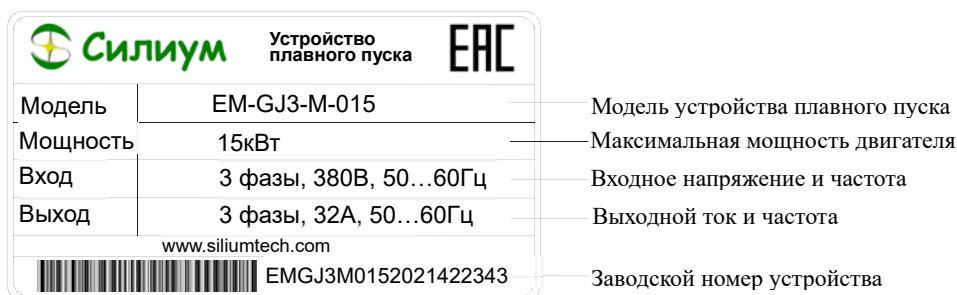 Силиум
Устройство
плавного пуска
EAC
Модель EM-GJ3-M-015
Модель устройства плавного пуска
Мощность 15кВт
Максимальная мощность двигателя
Вход 3 фазы, 380В, 50...60Гц
Входное напряжение и частота
Выход 3 фазы, 32А, 50...60Гц
Выходной ток и частота
www.siliumtech.com
EMGJ3M0152021422343
Заводской номер устройства